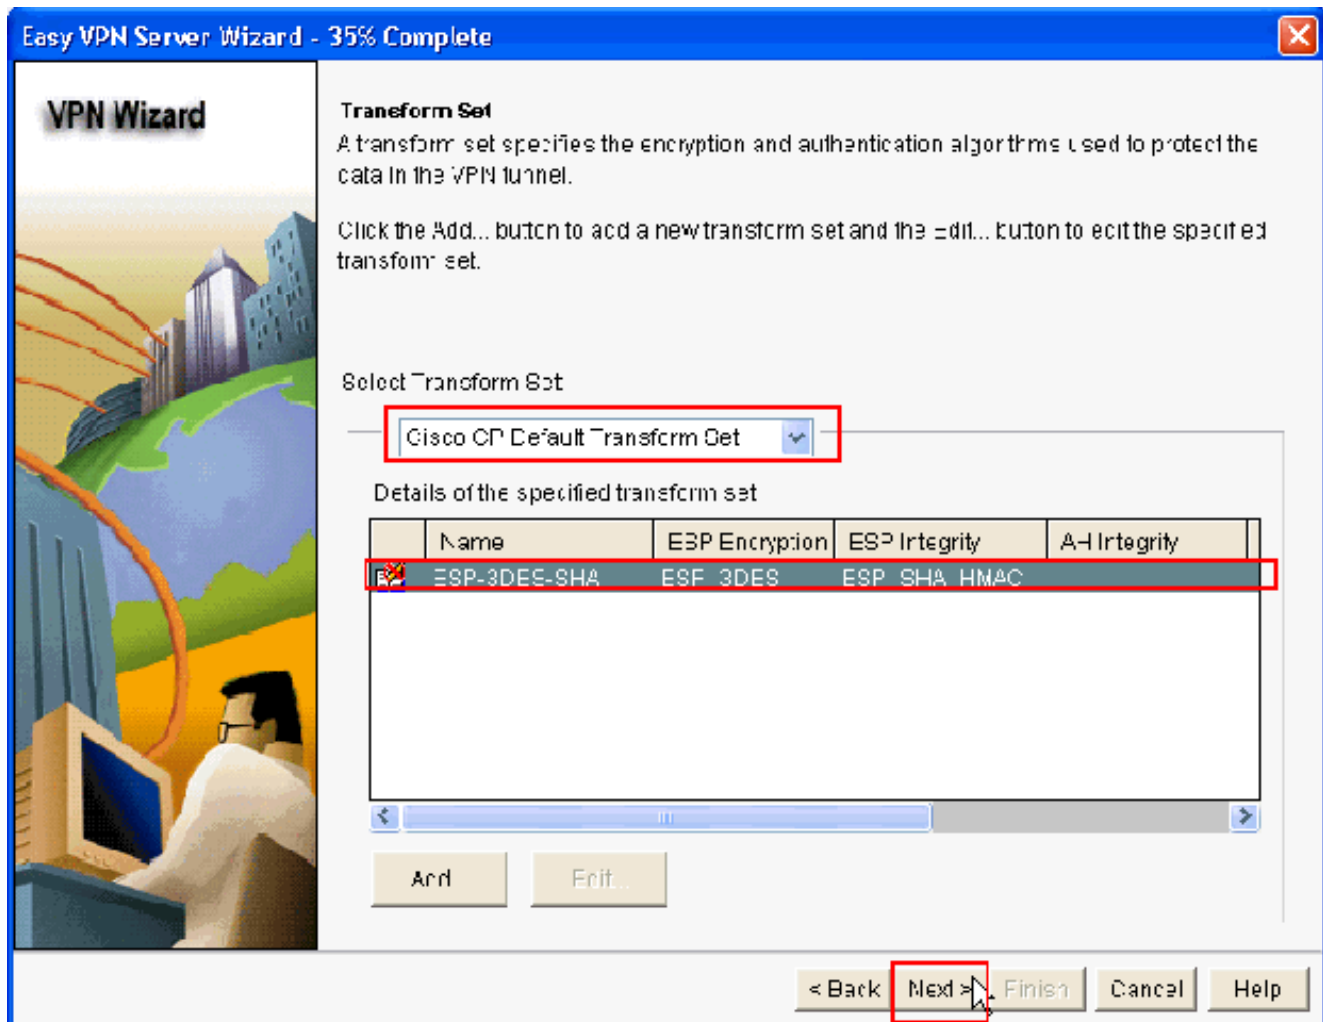 Easy VPN Server Wizard - 35% Complete
VPN Wizard
Transform Set
A transform set specifies the encryption and authentication algorithms used to protect the
data in the VPN tunnel.
Click the Add... button to add a new transform set and the Edit... button to edit the specified
transform set.
Select Transform Set
Cisco CP Default Transform Set
Details of the specified transform set
Name ESP Encryption ESP Integrity AH Integrity
ESP-3DES-SHA ESP_3DES ESP_SHA_HMAC
Add Edit...
< Back Next > Finish Cancel Help